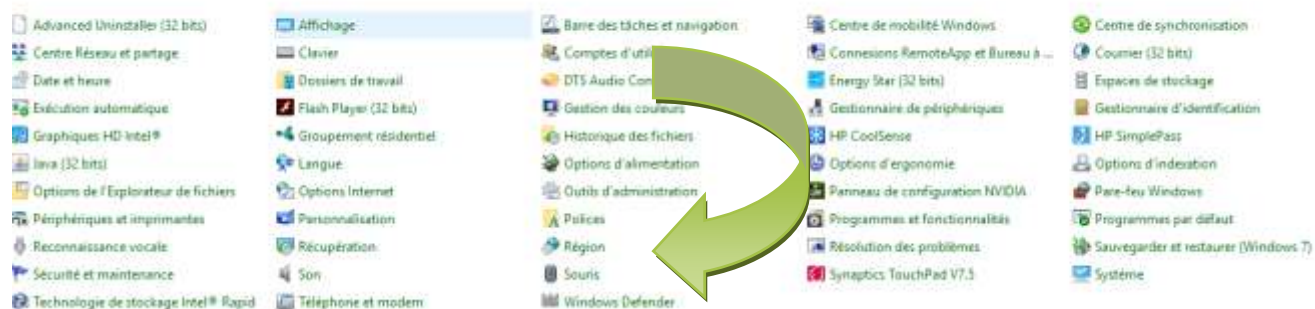 Advanced Uninstaller (32 bits)
Affichage
Barre des tâches et navigation
Centre de mobilité Windows
Centre de synchronisation
Centre Réseau et partage
Clavier
Comptes d'util
Connexions RemoteApp et Bureau à ...
Courrier (32 bits)
Date et heure
Dossiers de travail
DTS Audio Con
Energy Star (32 bits)
Espaces de stockage
Exécution automatique
Flash Player (32 bits)
Gestion des couleurs
Gestionnaire de périphériques
Gestionnaire d'identification
Graphiques HD Intel®
Groupement résidentiel
Historique des fichiers
HP CoolSense
HP SimplePass
Java (32 bits)
Langue
Options d'alimentation
Options d'ergonomie
Options d'indexation
Options de l'Explorateur de fichiers
Options Internet
Outils d'administration
Panneau de configuration NVIDIA
Pare-feu Windows
Périphériques et imprimantes
Personnalisation
Polices
Programmes et fonctionnalités
Programmes par défaut
Reconnaissance vocale
Récupération
Région
Résolution des problèmes
Sauvegarder et restaurer (Windows 7)
Sécurité et maintenance
Son
Souris
Synaptics TouchPad V7.5
Système
Technologie de stockage Intel® Rapid
Téléphone et modem
Windows Defender